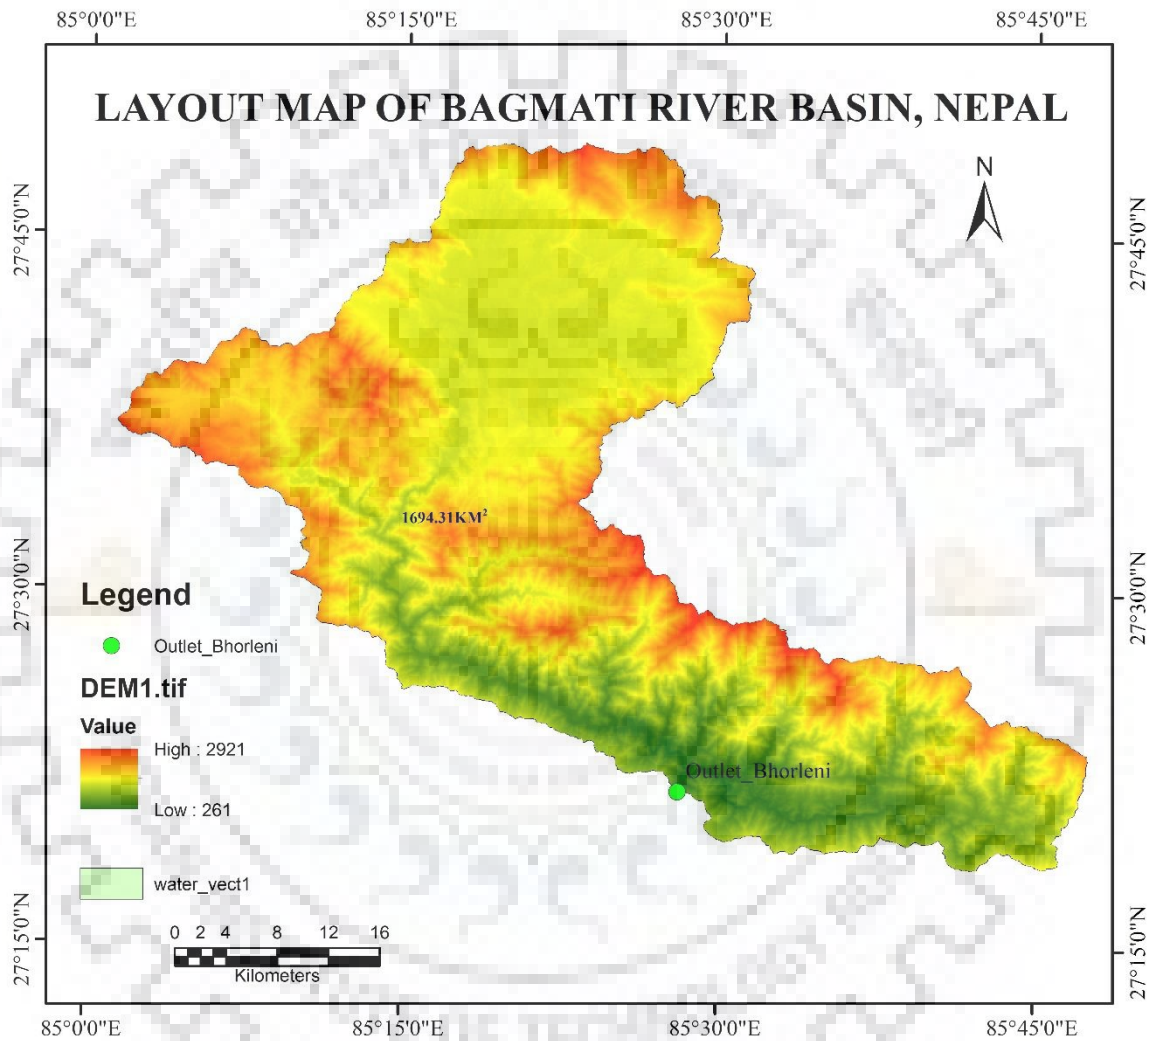 85°0'0"E 85°15'0"E 85°30'0"E 85°45'0"E
LAYOUT MAP OF BAGMATI RIVER BASIN, NEPAL
N
27°45'0"N
27°45'0"N
1694.31KM²
27°30'0"N
27°30'0"N
Legend
Outlet_Bhorleni
DEM1.tif
Value
High : 2921
Low : 261
Outlet_Bhorleni
water_vect1
0 2 4 8 12 16
Kilometers
27°15'0"N
27°15'0"N
85°0'0"E 85°15'0"E 85°30'0"E 85°45'0"E